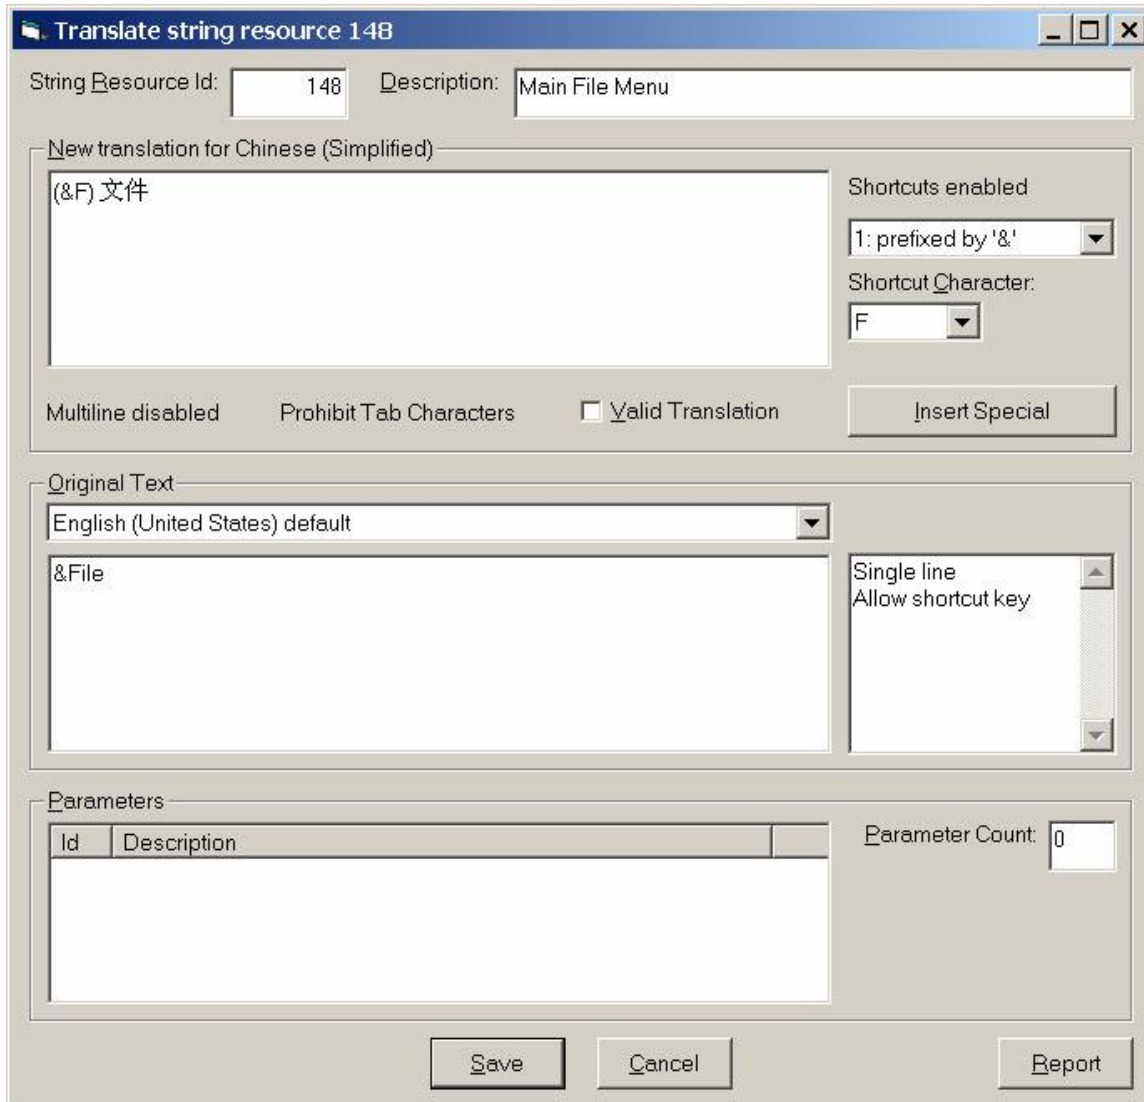 Translate string resource 148
String Resource Id: 148 Description: Main File Menu
New translation for Chinese (Simplified)
(&F) 文件
Shortcuts enabled
1: prefixed by '&'
Shortcut Character:
F
Multiline disabled Prohibit Tab Characters Valid Translation Insert Special
Original Text
English (United States) default
&File
Single line
Allow shortcut key
Parameters
Id Description
Parameter Count: 0
Save Cancel Report